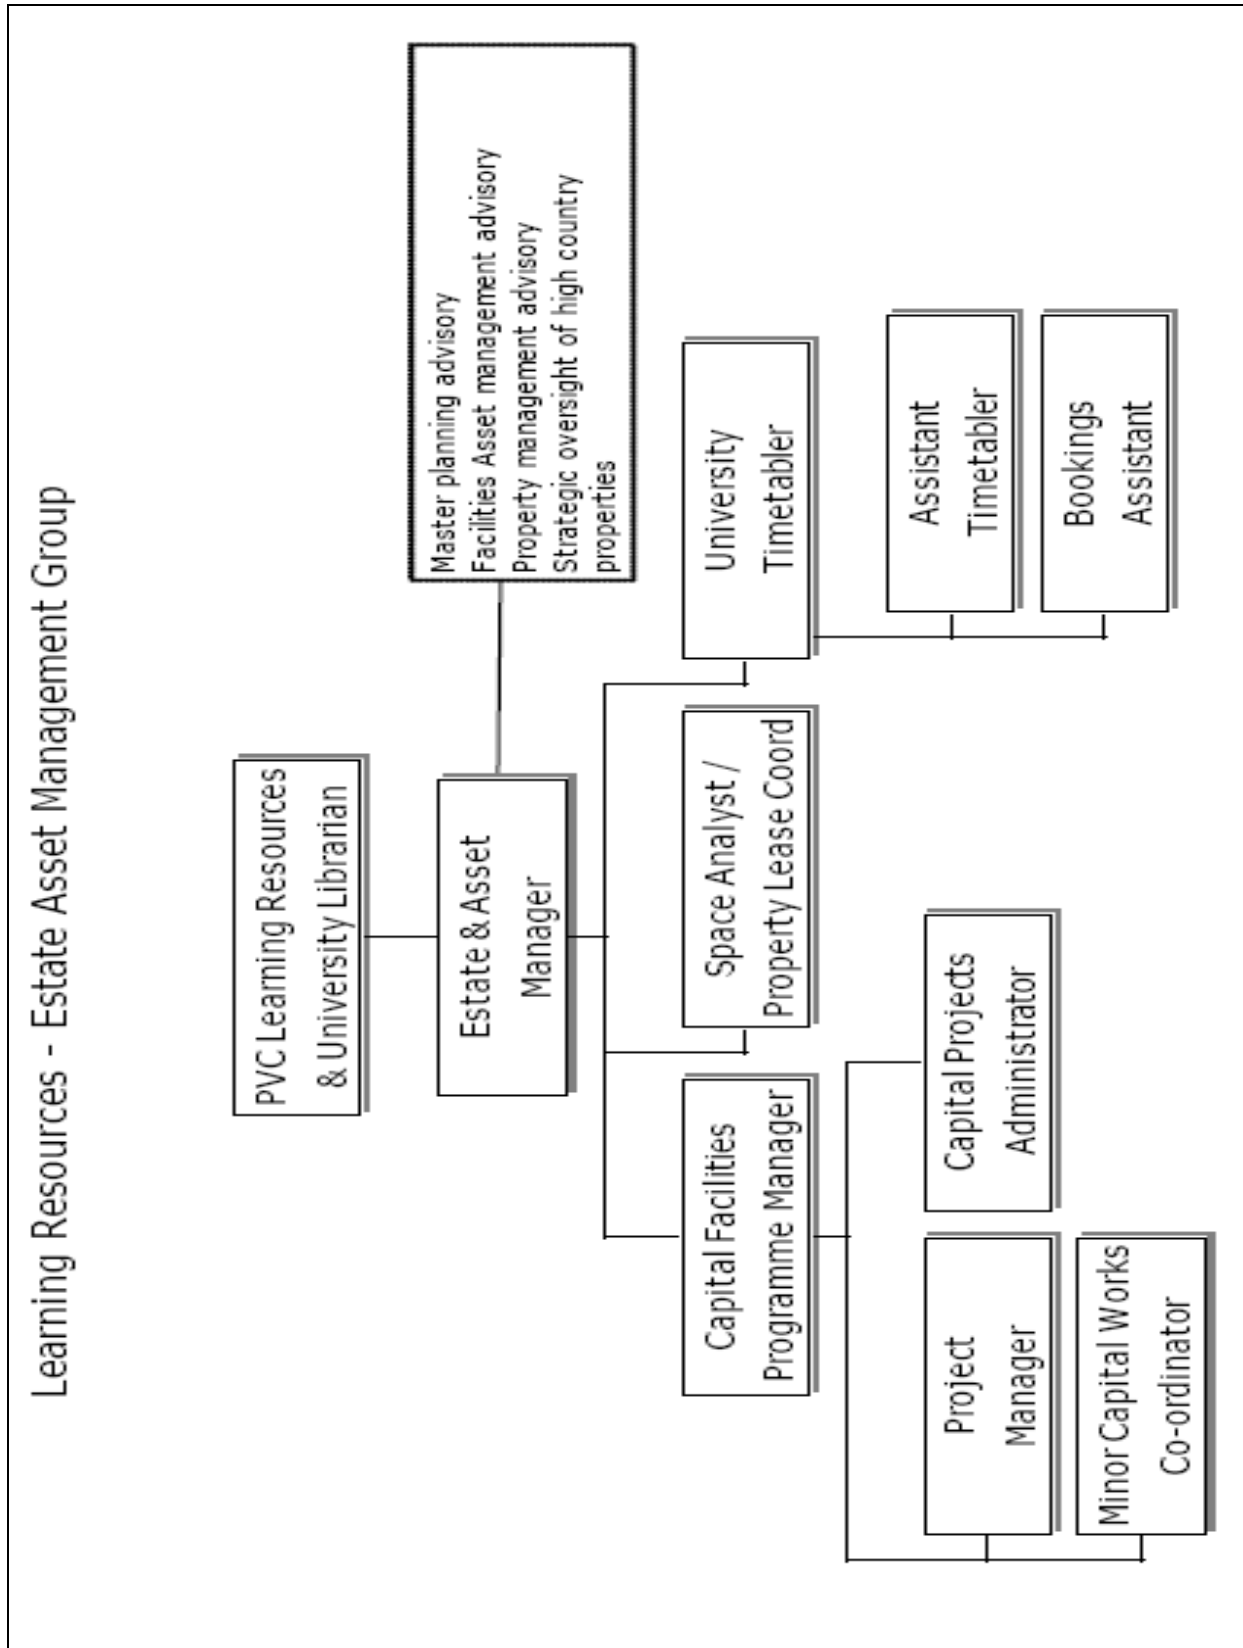 Learning Resources - Estate Asset Management Group
PVC Learning Resources
& University Librarian
Estate & Asset
Manager
Master planning advisory
Facilities Asset management advisory
Property management advisory
Strategic oversight of high country
properties
Capital Facilities
Programme Manager
Space Analyst /
Property Lease Coord
University
Timetabler
Project
Manager
Capital Projects
Administrator
Minor Capital Works
Co-ordinator
Assistant
Timetabler
Bookings
Assistant